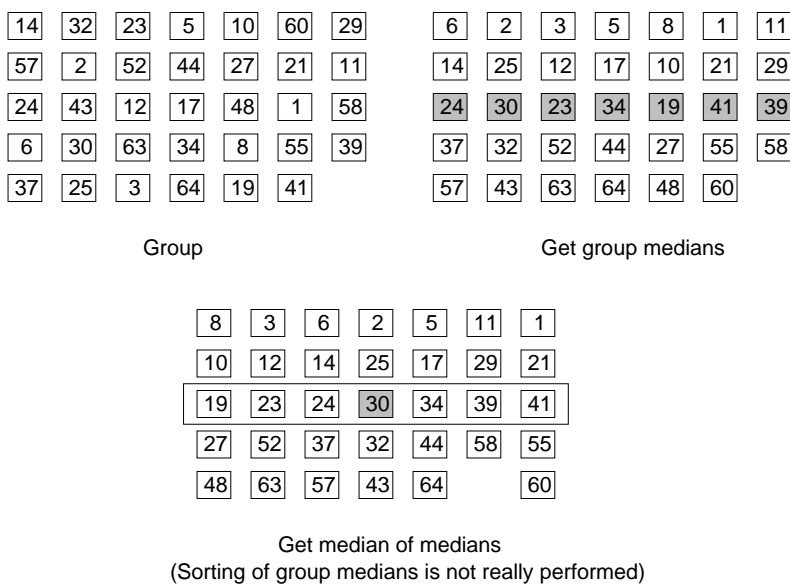 14 32 23 5 10 60 29
57 2 52 44 27 21 11
24 43 12 17 48 1 58
6 30 63 34 8 55 39
37 25 3 64 19 41
Group
6 2 3 5 8 1 11
14 25 12 17 10 21 29
24 30 23 34 19 41 39
37 32 52 44 27 55 58
57 43 63 64 48 60
Get group medians
8 3 6 2 5 11 1
10 12 14 25 17 29 21
19 23 24 30 34 39 41
27 52 37 32 44 58 55
48 63 57 43 64 60
Get median of medians
(Sorting of group medians is not really performed)